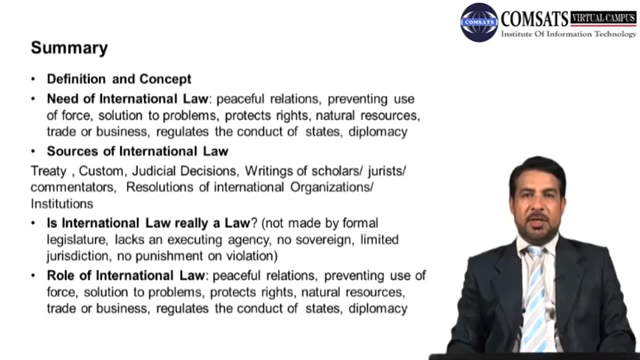 COMSATS VIRTUAL CAMPUS
COMSATS
Institute Of Information Technology
Summary
• Definition and Concept
• Need of International Law: peaceful relations, preventing use
of force, solution to problems, protects rights, natural resources,
trade or business, regulates the conduct of states, diplomacy
• Sources of International Law
Treaty , Custom, Judicial Decisions, Writings of scholars/ jurists/
commentators, Resolutions of international Organizations/
Institutions
• Is International Law really a Law? (not made by formal
legislature, lacks an executing agency, no sovereign, limited
jurisdiction, no punishment on violation)
• Role of International Law: peaceful relations, preventing use of
force, solution to problems, protects rights, natural resources,
trade or business, regulates the conduct of states, diplomacy